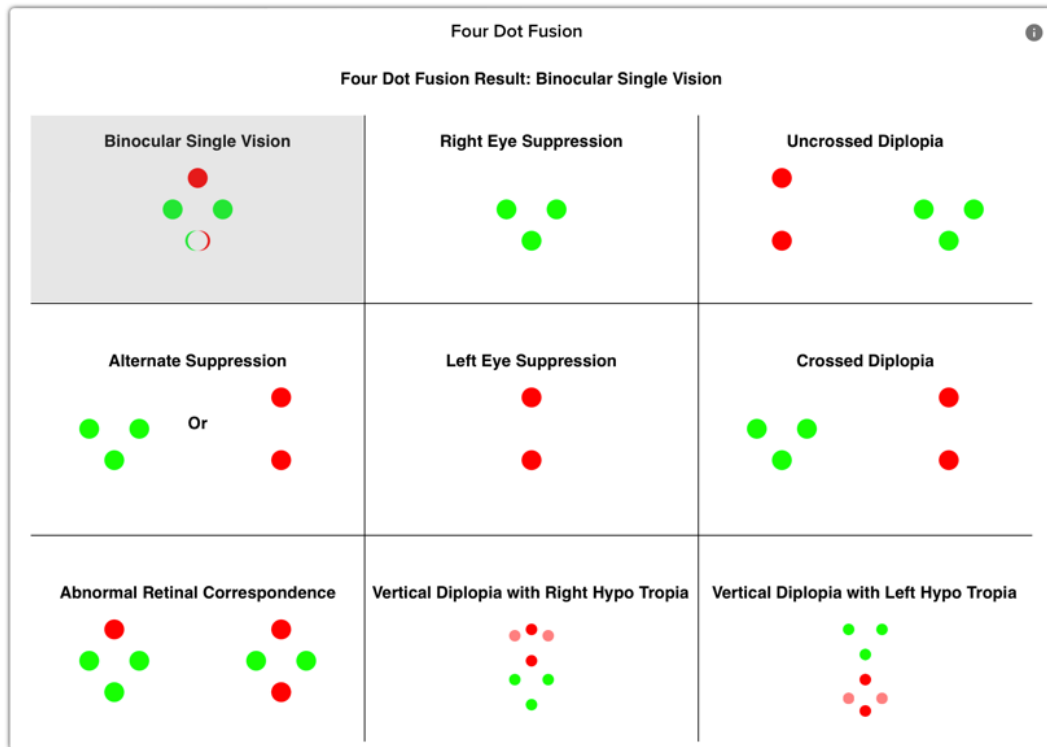 Four Dot Fusion
Four Dot Fusion Result: Binocular Single Vision
Binocular Single Vision
Right Eye Suppression
Uncrossed Diplopia
Alternate Suppression
Or
Left Eye Suppression
Crossed Diplopia
Abnormal Retinal Correspondence
Vertical Diplopia with Right Hypo Tropia
Vertical Diplopia with Left Hypo Tropia